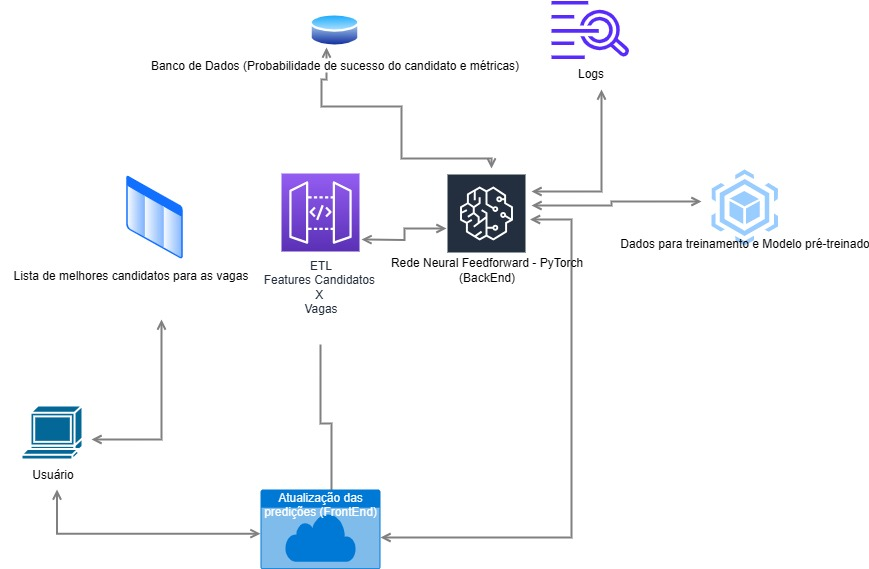 Banco de Dados (Probabilidade de sucesso do candidato e métricas)
Logs
Dados para treinamento e Modelo pré-treinado
Rede Neural Feedforward - PyTorch
(BackEnd)
ETL
Features Candidatos
X
Vagas
Lista de melhores candidatos para as vagas
Usuário
Atualização das
predições (FrontEnd)